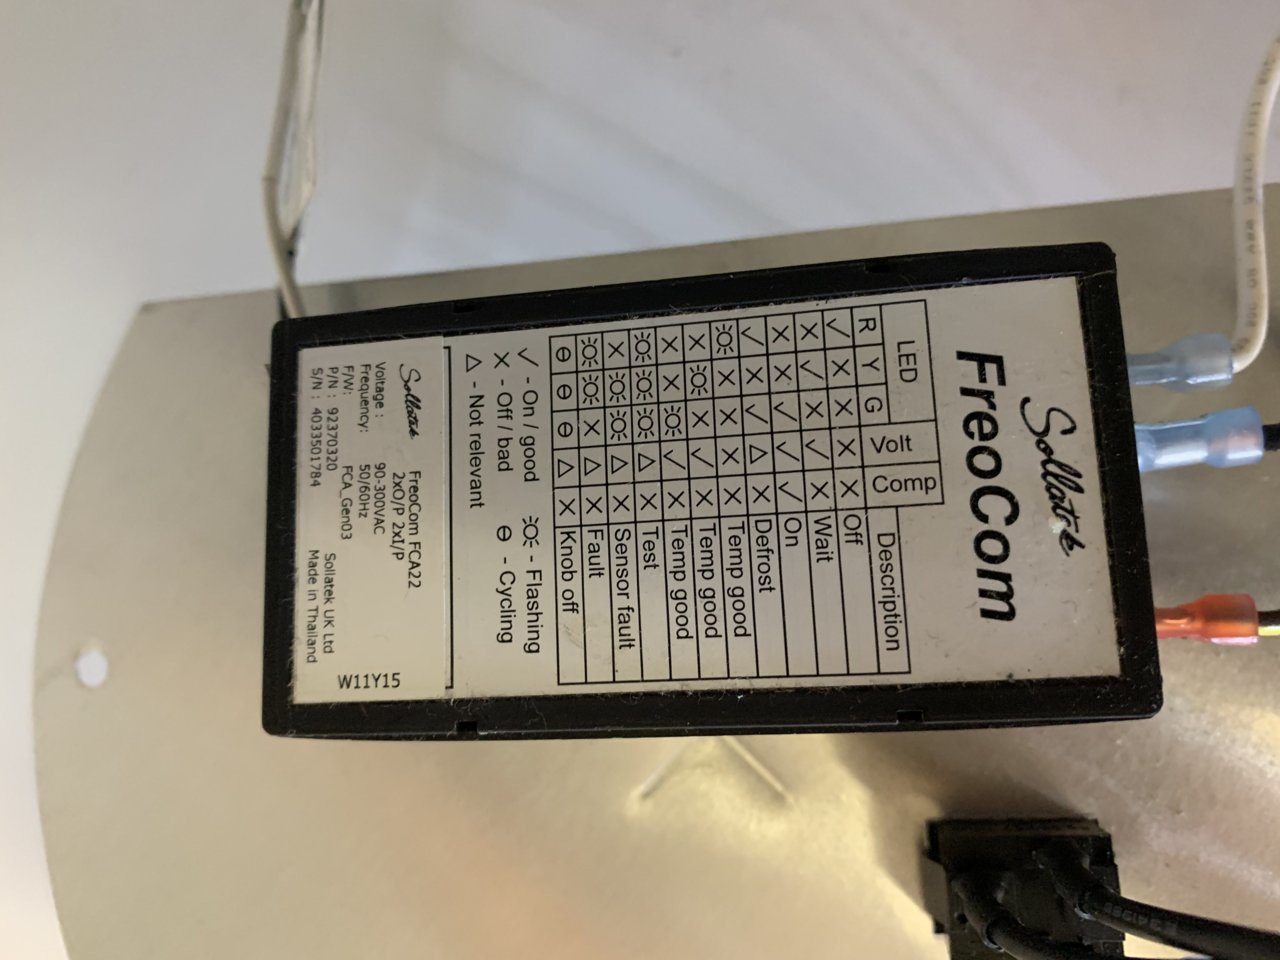 Sollatek
FreoCom
LED
R Y G Volt Comp Description
✓ X X X X Off
X ✓ X ✓ X Wait
X X ✓ ✓ ✓ On
✓ X ✓ △ X Defrost
X X X X Temp good
X X ✓ X Temp good
X X ✓ X Temp good
△ X Test
X △ X Sensor fault
X △ X Fault
⊖ ⊖ ⊖ △ X Knob off
✓ - On / good - Flashing
X - Off / bad ⊖ - Cycling
△ - Not relevant
Sollatek FreoCom FCA22
2xO/P 2xI/P
Voltage : 90-300VAC
Frequency: 50/60Hz
F/W: FCA_Gen03
P/N : 92370320 Sollatek UK Ltd
S/N : 4033501784 Made in Thailand
W11Y15